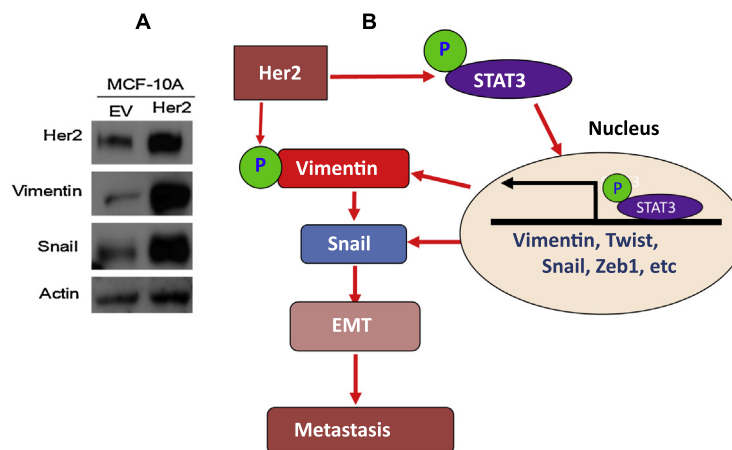 A
MCF-10A
EV Her2
Her2
Vimentin
Snail
Actin
B
Her2
P
STAT3
Nucleus
P
Vimentin
P
3
STAT3
Snail
Vimentin, Twist,
Snail, Zeb1, etc
EMT
Metastasis